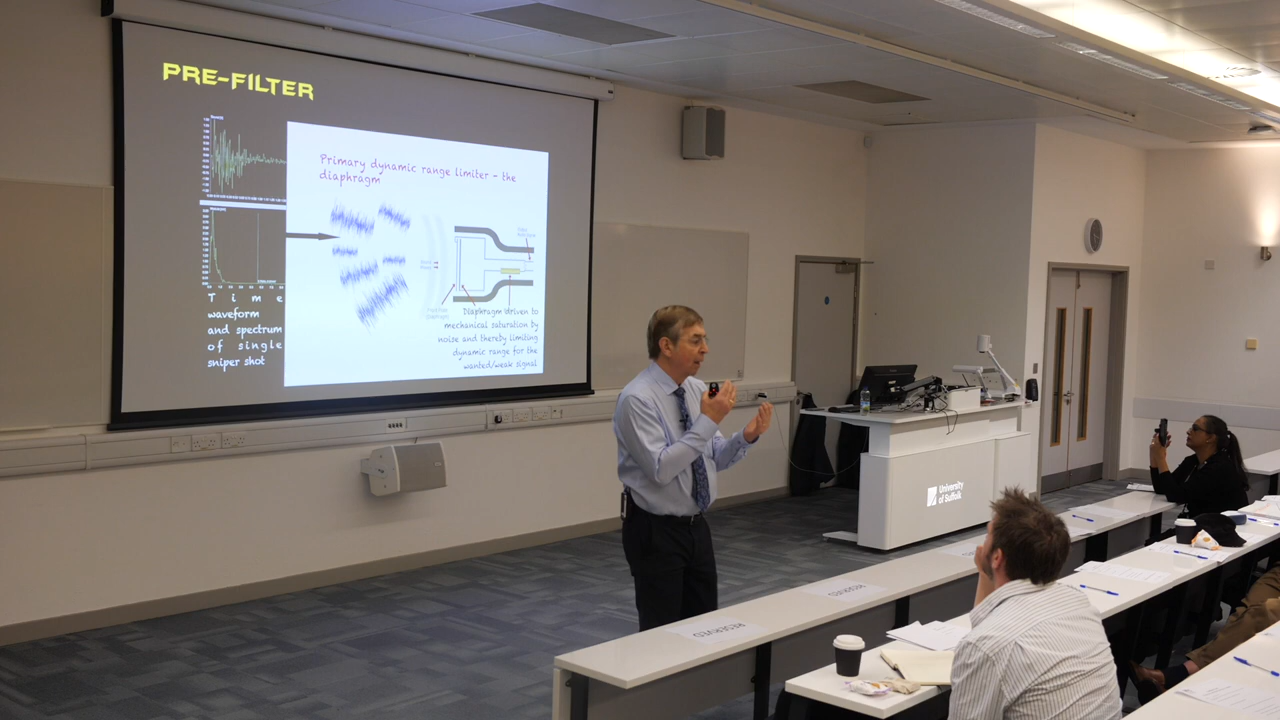 PRE-FILTER
Primary dynamic range limiter - the
diaphragm
Time
waveform
and spectrum
of single
sniper shot
Diaphragm driven to
mechanical saturation by
noise and thereby limiting
dynamic range for the
wanted/weak signal
University
of Suffolk
RESERVED
RESERVED